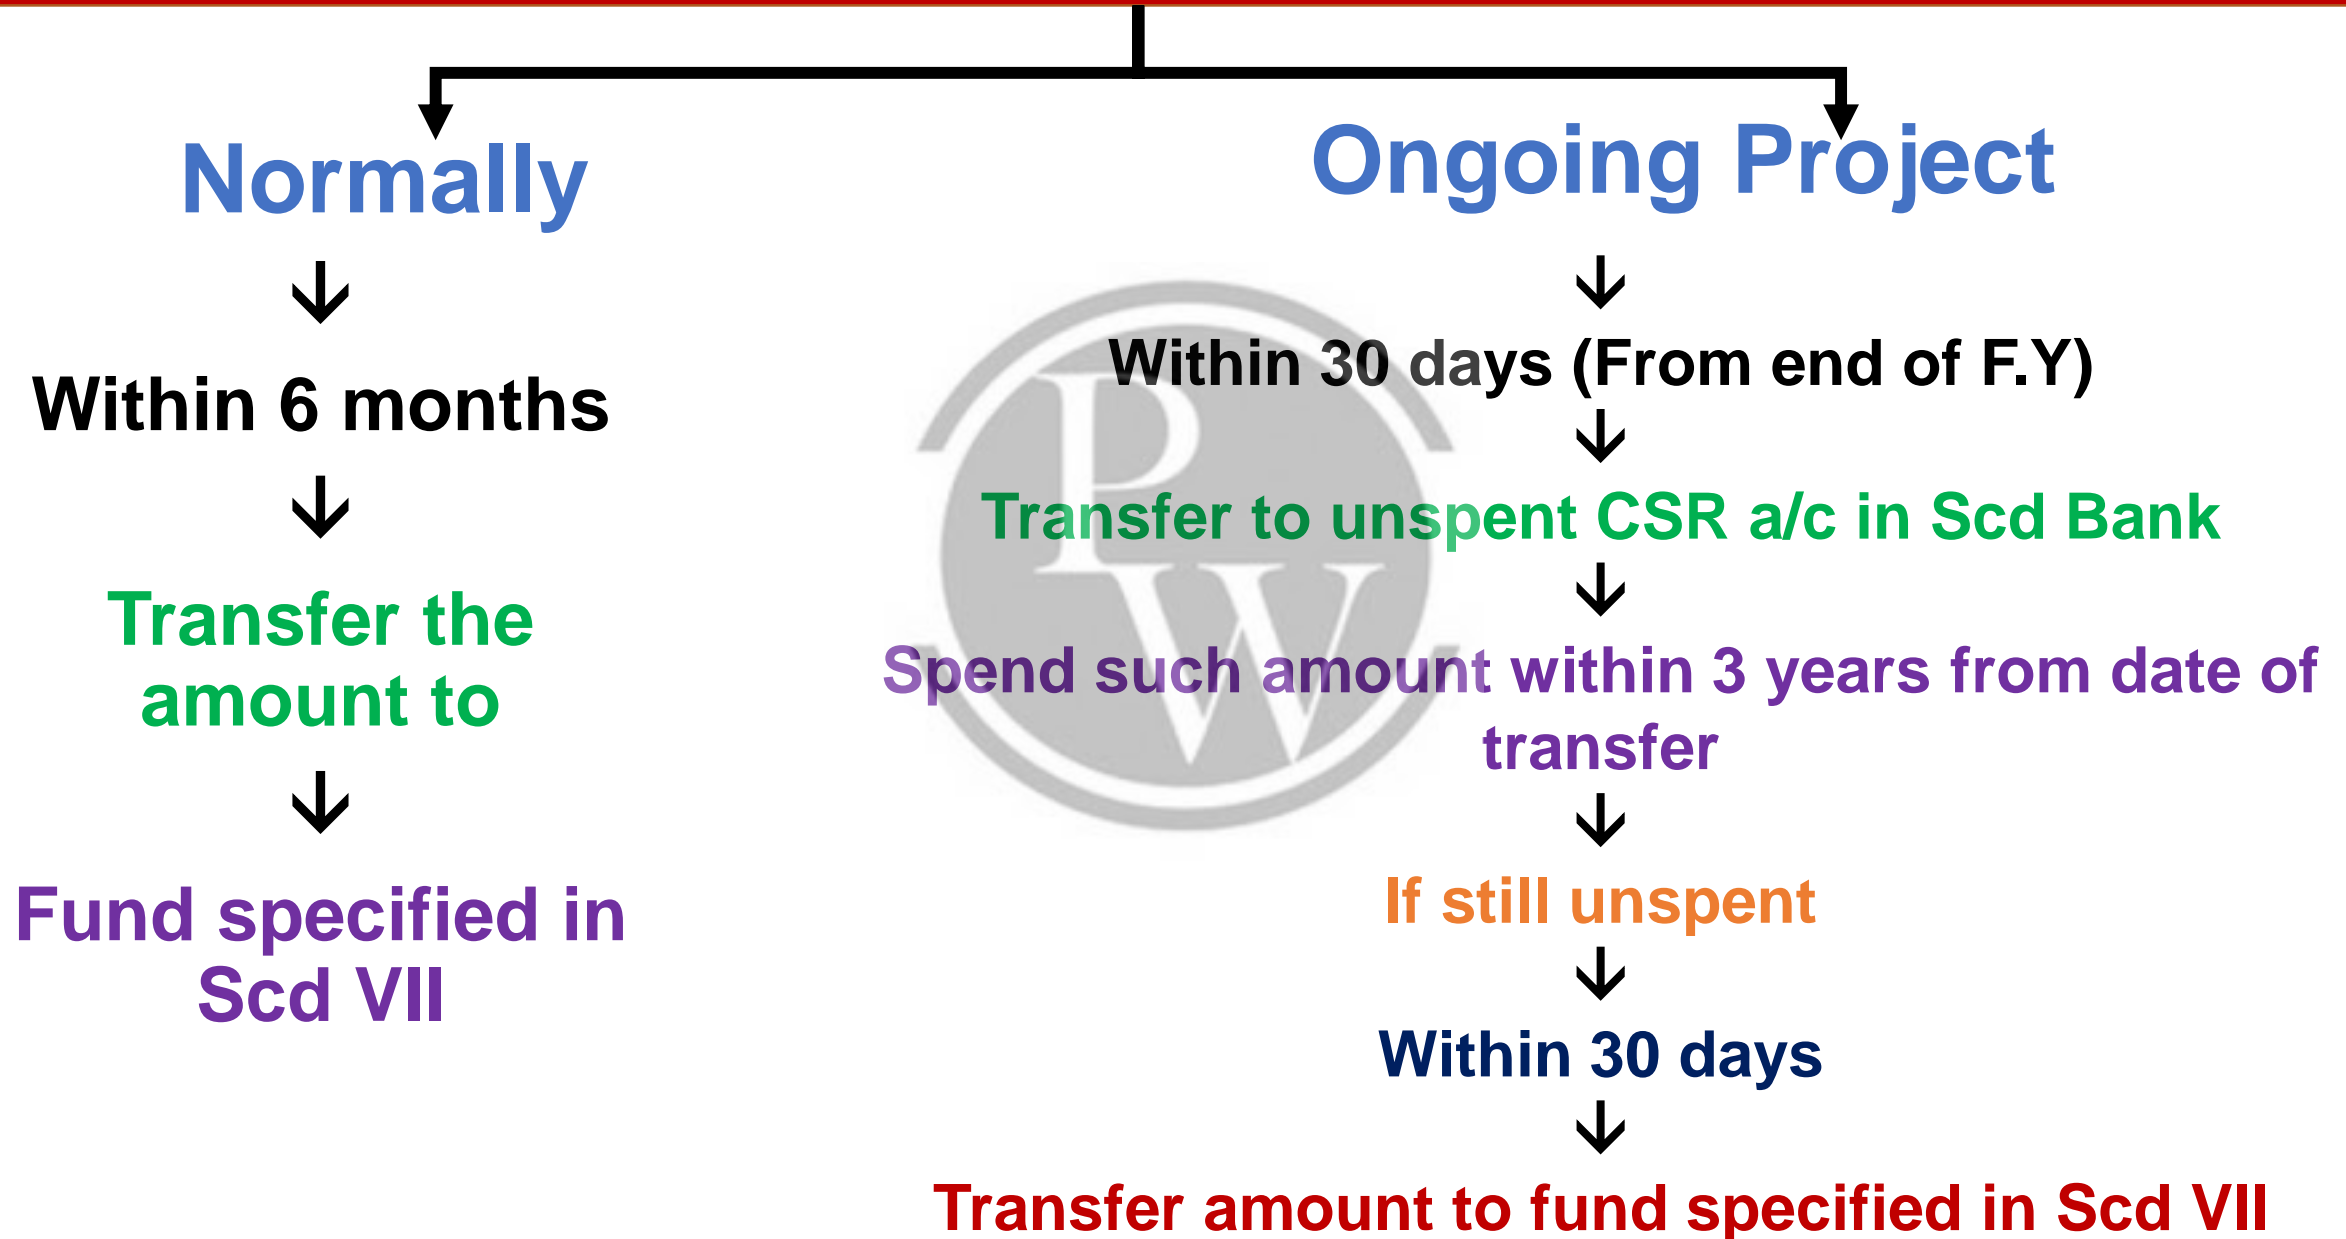 Normally
Within 6 months
Transfer the
amount to
Fund specified in
Scd VII
Ongoing Project
Within 30 days (From end of F.Y)
Transfer to unspent CSR a/c in Scd Bank
Spend such amount within 3 years from date of
transfer
If still unspent
Within 30 days
Transfer amount to fund specified in Scd VII
PW